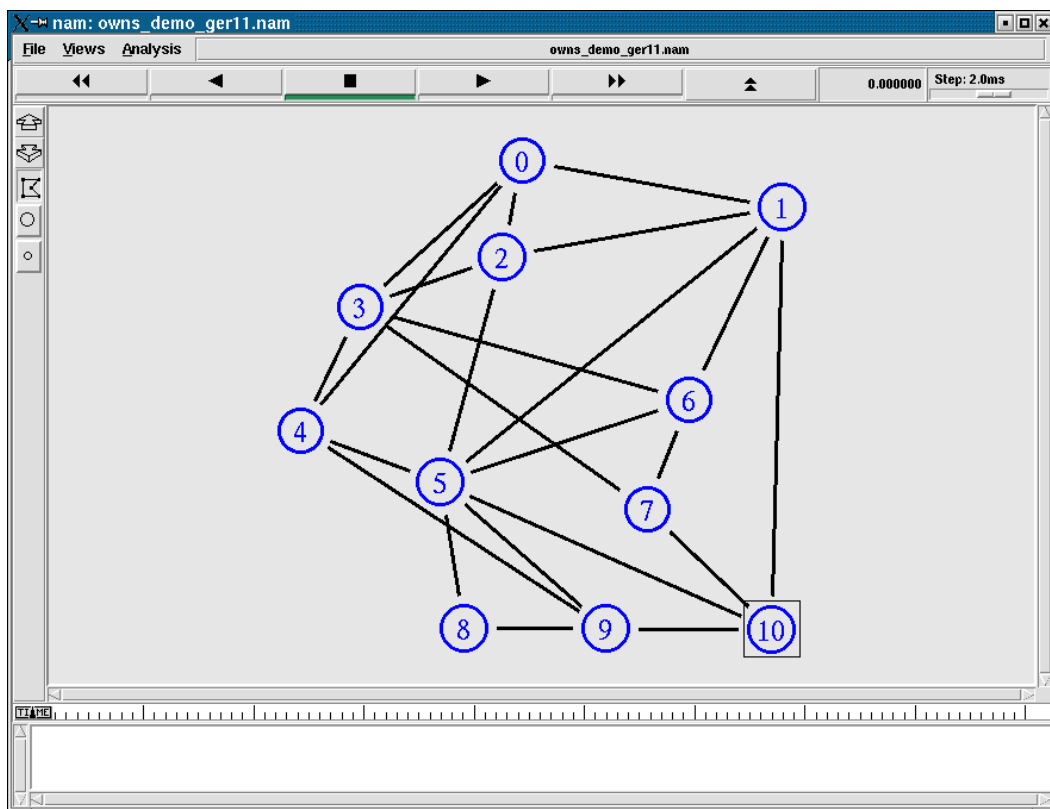 nam: owns_demo_ger11.nam
File Views Analysis owns_demo_ger11.nam
0.000000 Step: 2.0ms
0
1
2
3
6
4
5
7
8 9 10
TIME